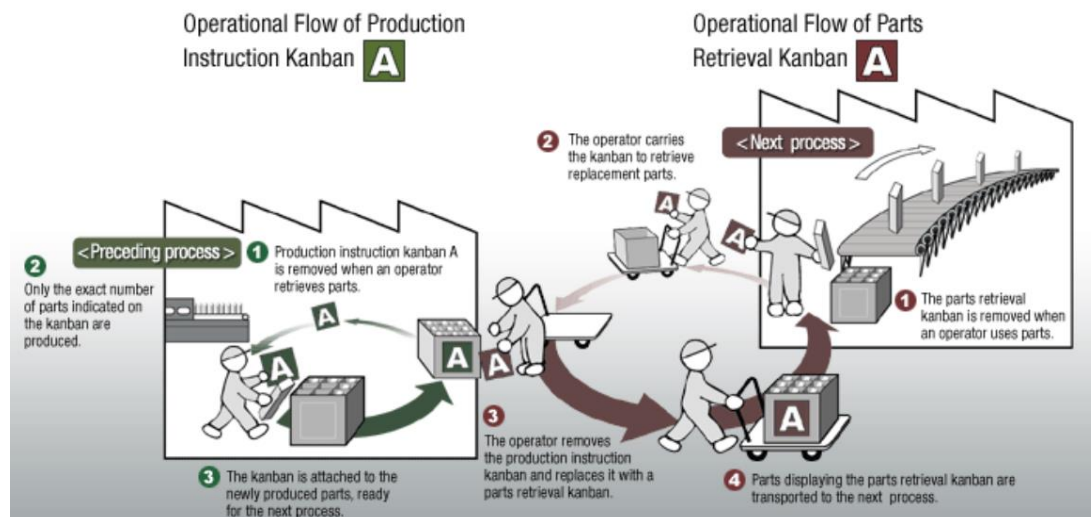 Operational Flow of Production
Instruction Kanban A
Operational Flow of Parts
Retrieval Kanban A
<Preceding process>
1 Production instruction kanban A
is removed when an operator
retrieves parts.
2
Only the exact number
of parts indicated on
the kanban are
produced.
A
A
A
A
3 The kanban is attached to the
newly produced parts, ready
for the next process.
<Next process>
1 The parts retrieval
kanban is removed when
an operator uses parts.
2 The operator carries
the kanban to retrieve
replacement parts.
A
A
3
The operator removes
the production instruction
kanban and replaces it with a
parts retrieval kanban.
A
4 Parts displaying the parts retrieval kanban are
transported to the next process.